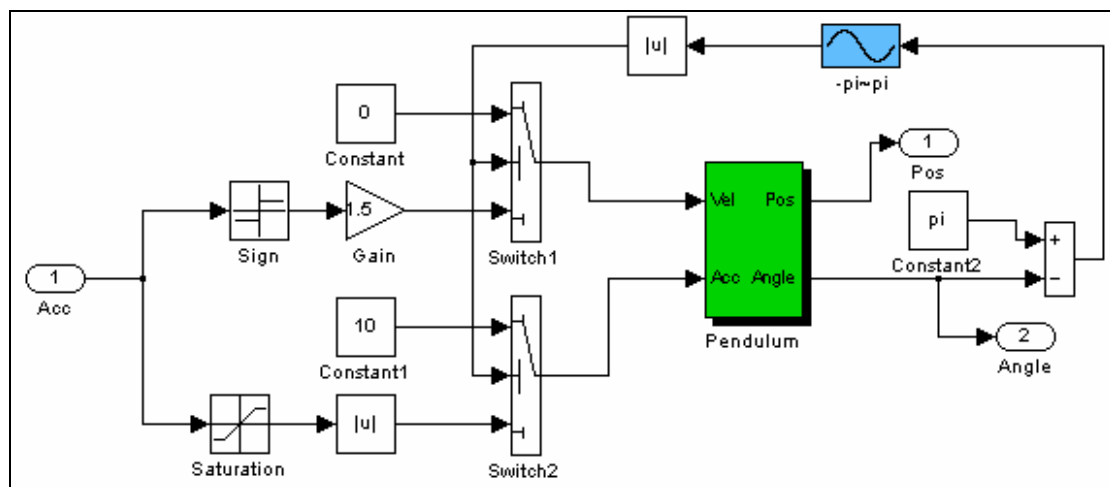 |u|
-pi~pi
0
Constant
1
Pos
Vel
Pos
pi
+
−
Constant2
1.5
Sign
Gain
Switch1
1
Acc
Acc
Angle
10
Constant1
Pendulum
2
Angle
|u|
Saturation
Switch2